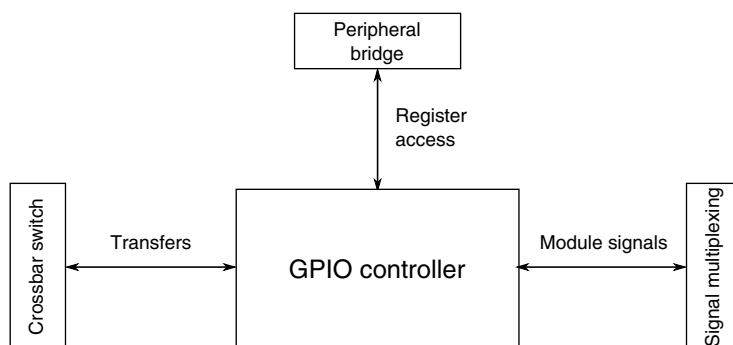 Peripheral
bridge
Register
access
Crossbar switch
Transfers
GPIO controller
Module signals
Signal multiplexing